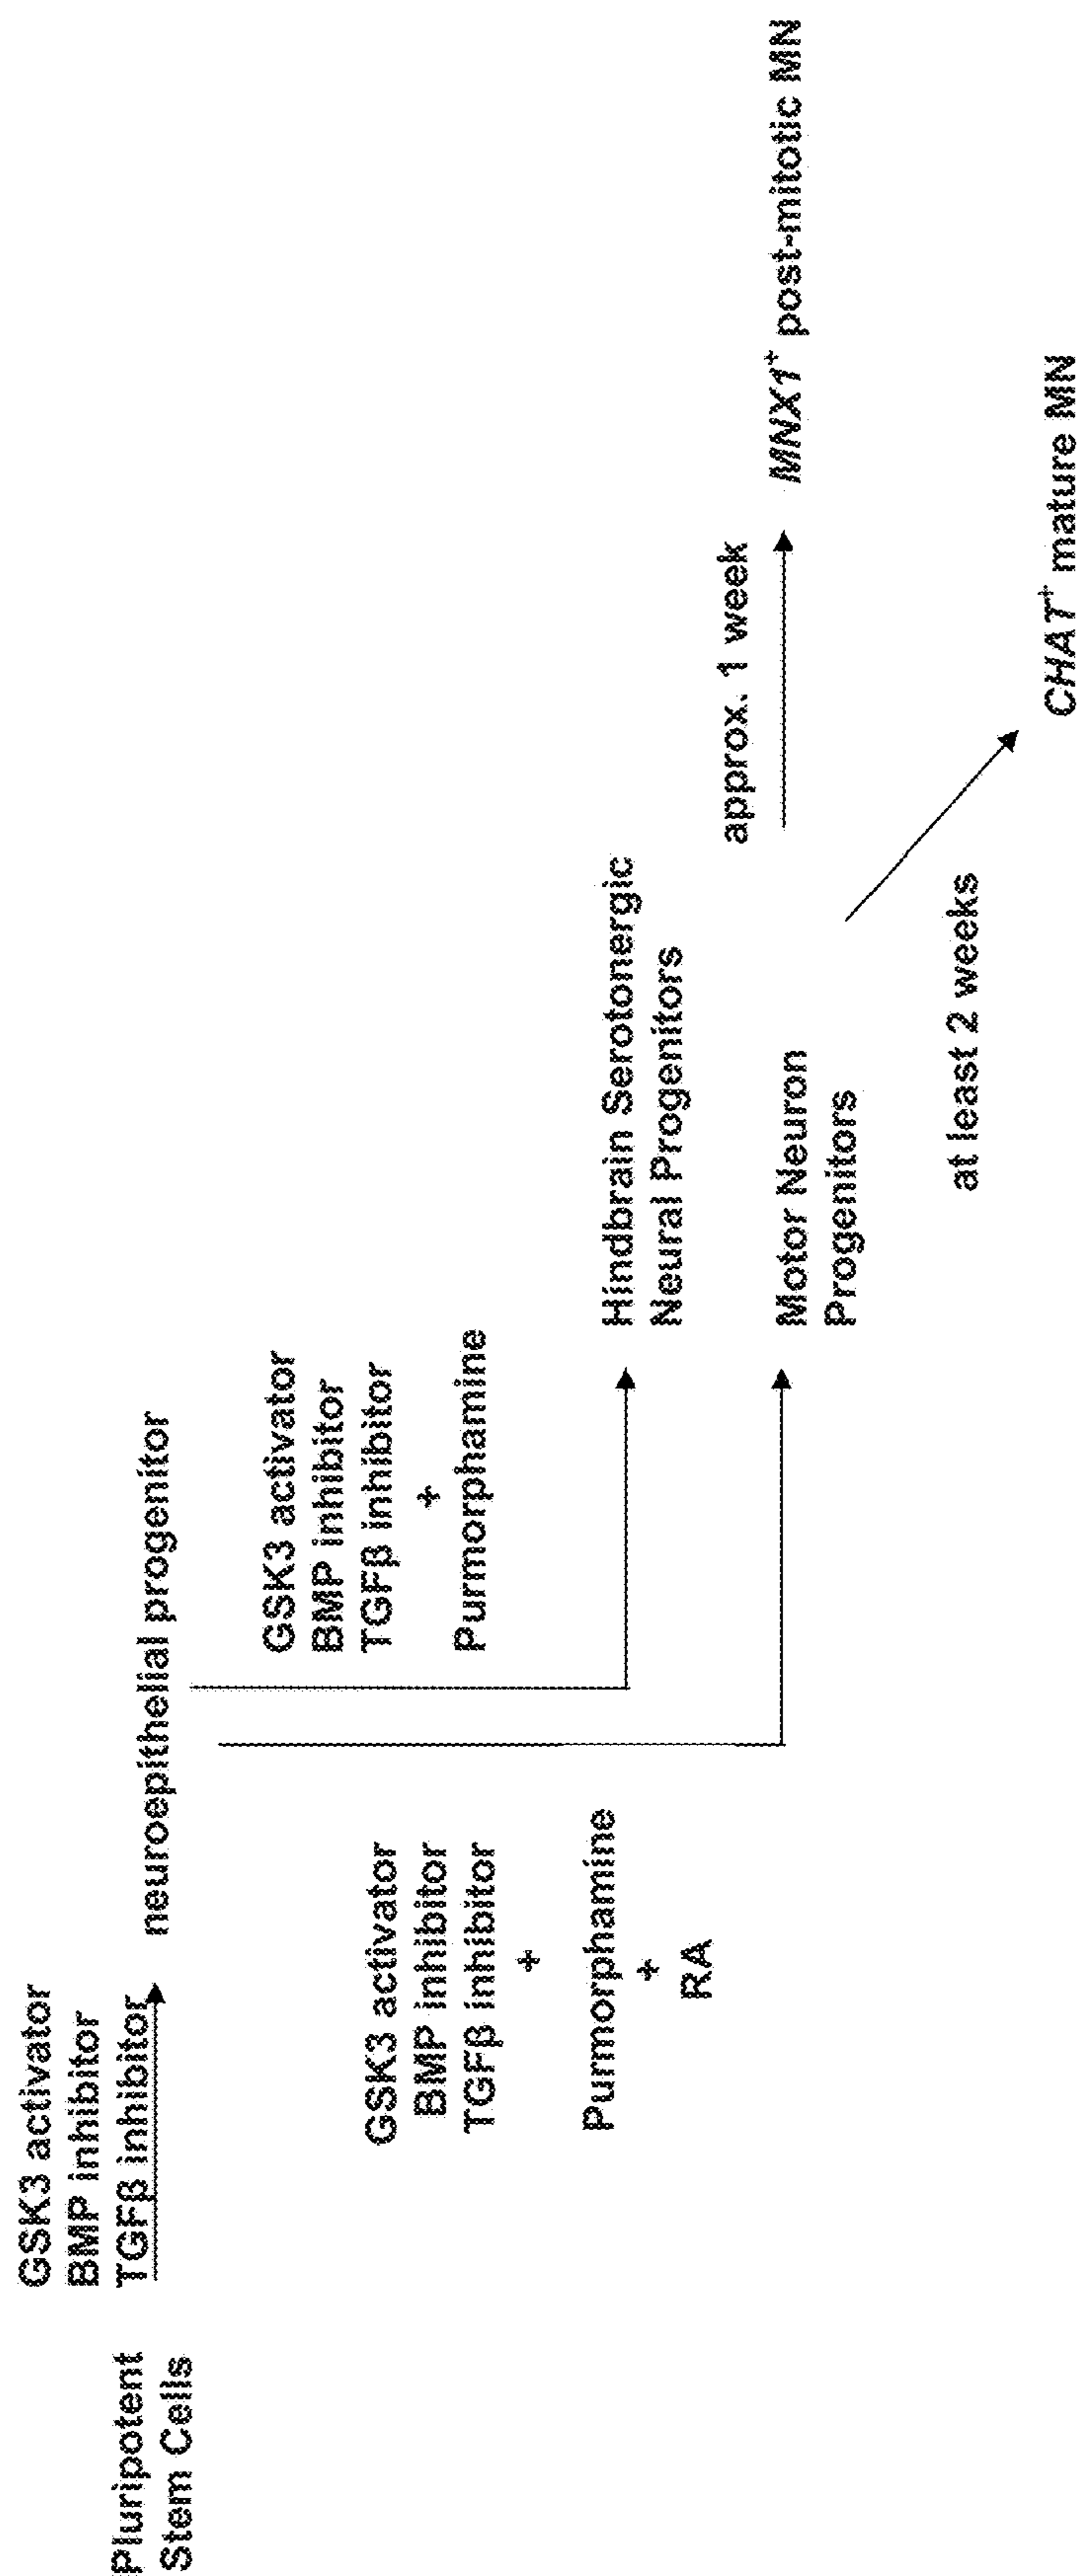 GSK3 activator
BMP inhibitor
TGFβ inhibitor
Pluripotent
Stem Cells
neuroepithelial progenitor
GSK3 activator
BMP inhibitor
TGFβ inhibitor
+
Purmorphamine
GSK3 activator
BMP inhibitor
TGFβ inhibitor
+
Purmorphamine
+
RA
Hindbrain Serotonergic
Neural Progenitors
Motor Neuron
Progenitors
approx. 1 week
MNX1⁺ post-mitotic MN
at least 2 weeks
CHAT⁺ mature MN